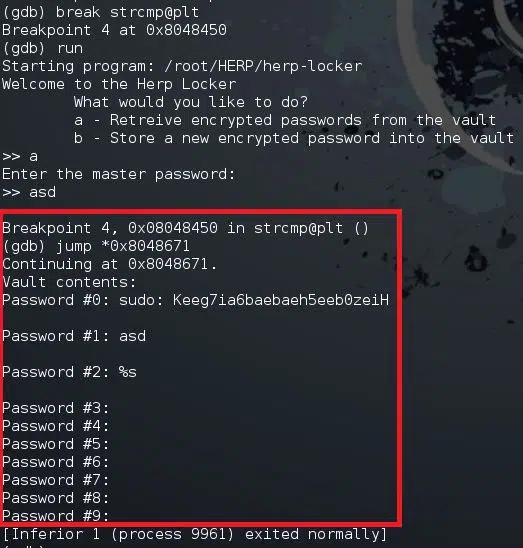 (gdb) break strcmp@plt
Breakpoint 4 at 0x8048450
(gdb) run
Starting program: /root/HERP/herp-locker
Welcome to the Herp Locker
What would you like to do?
a - Retreive encrypted passwords from the vault
b - Store a new encrypted password into the vault
>> a
Enter the master password:
>> asd
Breakpoint 4, 0x08048450 in strcmp@plt ()
(gdb) jump *0x8048671
Continuing at 0x8048671.
Vault contents:
Password #0: sudo: Keeg7ia6baebaeh5eeb0zeiH
Password #1: asd
Password #2: %s
Password #3:
Password #4:
Password #5:
Password #6:
Password #7:
Password #8:
Password #9:
[Inferior 1 (process 9961) exited normally]